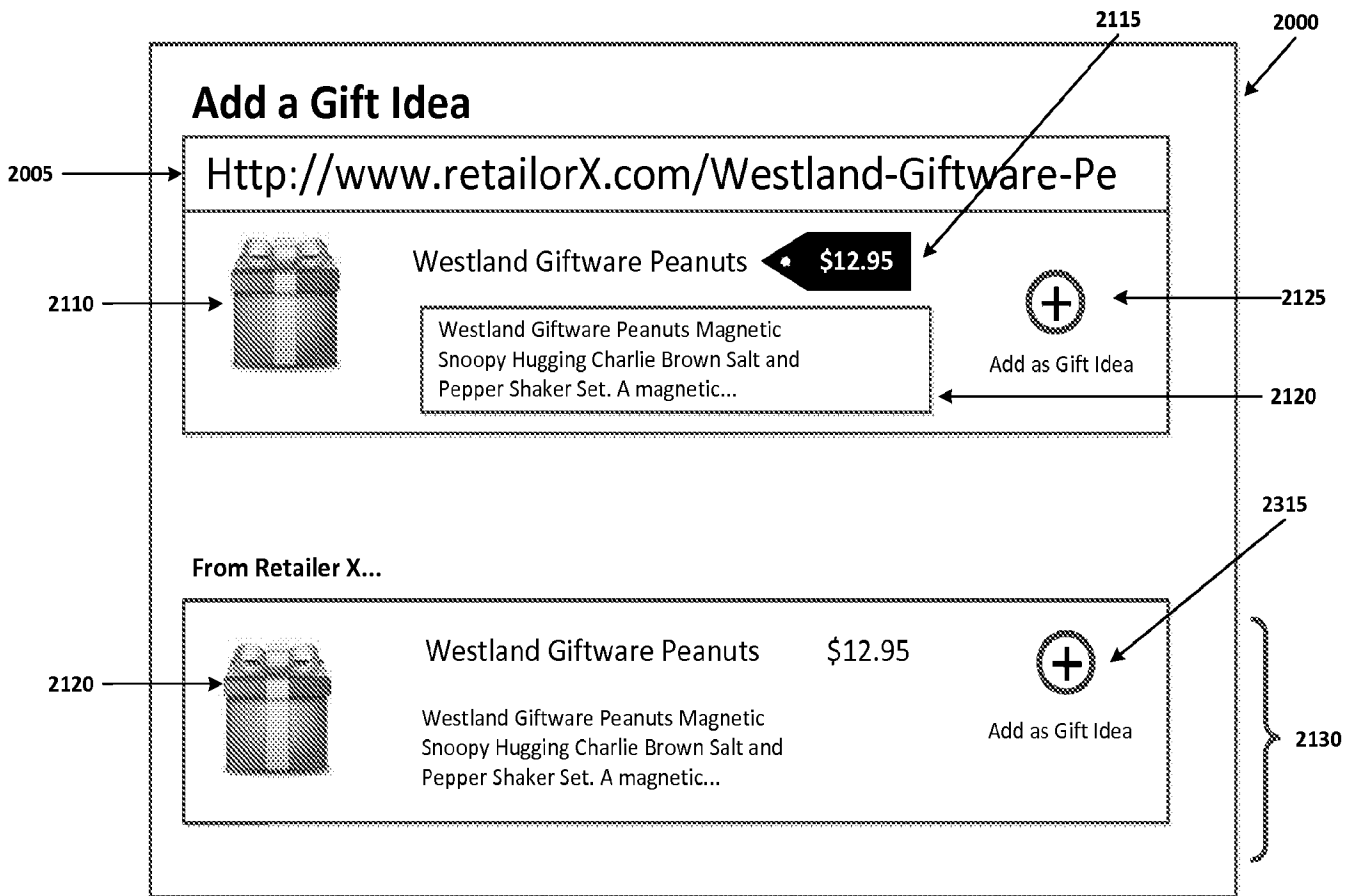 2115
2000
Add a Gift Idea
2005
Http://www.retailorX.com/Westland-Giftware-Pe
Westland Giftware Peanuts $12.95
2110
2125
Westland Giftware Peanuts Magnetic
Snoopy Hugging Charlie Brown Salt and
Pepper Shaker Set. A magnetic...
Add as Gift Idea
2120
2315
From Retailer X...
Westland Giftware Peanuts $12.95
2120
Westland Giftware Peanuts Magnetic
Snoopy Hugging Charlie Brown Salt and
Pepper Shaker Set. A magnetic...
Add as Gift Idea
2130